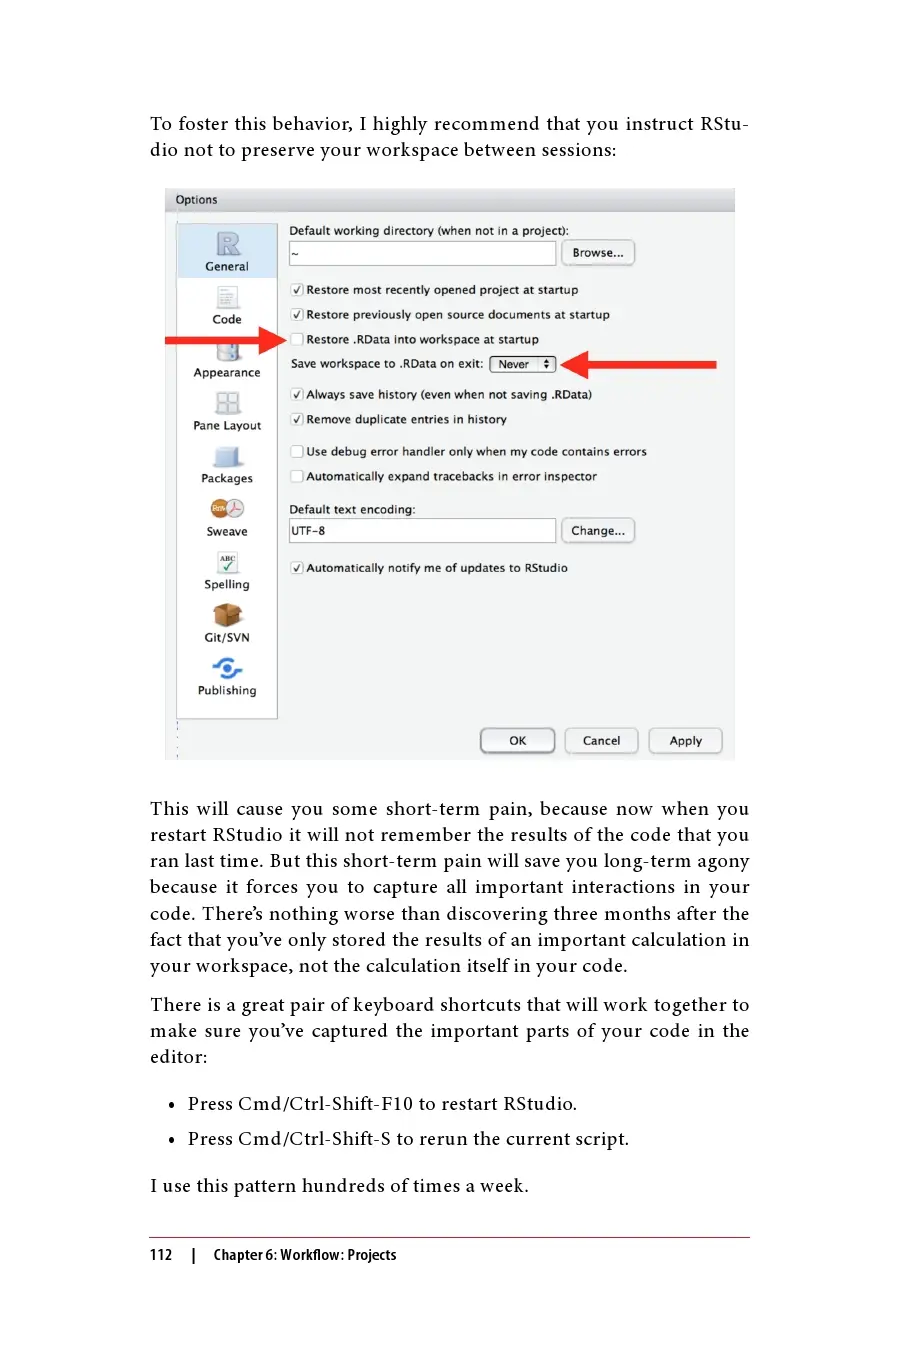 To foster this behavior, I highly recommend that you instruct RStu-
dio not to preserve your workspace between sessions:
Options
General
Code
Appearance
Pane Layout
Packages
Sweave
ABC
Spelling
Git/SVN
Publishing
Default working directory (when not in a project):
~
Browse...
Restore most recently opened project at startup
Restore previously open source documents at startup
Restore .RData into workspace at startup
Save workspace to .RData on exit: Never
Always save history (even when not saving .RData)
Remove duplicate entries in history
Use debug error handler only when my code contains errors
Automatically expand tracebacks in error inspector
Default text encoding:
UTF-8
Change...
Automatically notify me of updates to RStudio
OK
Cancel
Apply
This will cause you some short-term pain, because now when you
restart RStudio it will not remember the results of the code that you
ran last time. But this short-term pain will save you long-term agony
because it forces you to capture all important interactions in your
code. There’s nothing worse than discovering three months after the
fact that you’ve only stored the results of an important calculation in
your workspace, not the calculation itself in your code.
There is a great pair of keyboard shortcuts that will work together to
make sure you’ve captured the important parts of your code in the
editor:
• Press Cmd/Ctrl-Shift-F10 to restart RStudio.
• Press Cmd/Ctrl-Shift-S to rerun the current script.
I use this pattern hundreds of times a week.
112 | Chapter 6: Workflow: Projects